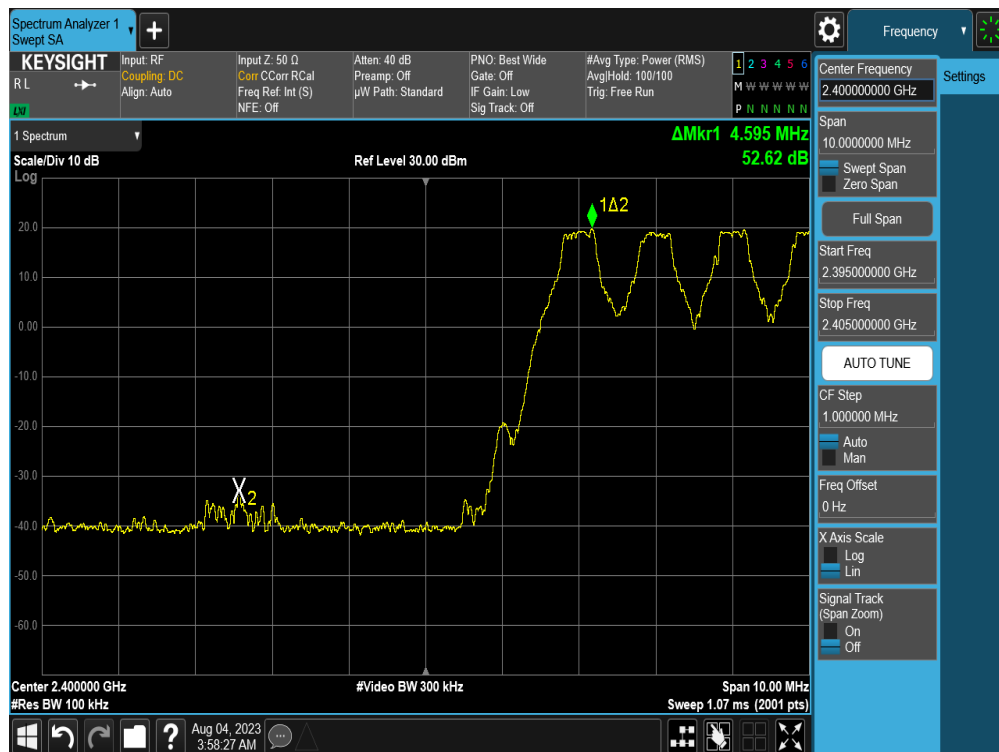 Spectrum Analyzer 1
Swept SA
Frequency
KEYSIGHT
R L
LXI
Input: RF
Coupling: DC
Align: Auto
Input Z: 50 Ω
Corr CCorr RCal
Freq Ref: Int (S)
NFE: Off
Atten: 40 dB
Preamp: Off
µW Path: Standard
PNO: Best Wide
Gate: Off
IF Gain: Low
Sig Track: Off
#Avg Type: Power (RMS)
Avg|Hold: 100/100
Trig: Free Run
1 2 3 4 5 6
M W W W W W
P N N N N N
1 Spectrum
ΔMkr1 4.595 MHz
52.62 dB
Scale/Div 10 dB
Ref Level 30.00 dBm
Log
1Δ2
20.0
10.0
0.00
-10.0
-20.0
-30.0
2
-40.0
-50.0
-60.0
Center 2.400000 GHz
#Video BW 300 kHz
Span 10.00 MHz
#Res BW 100 kHz
Sweep 1.07 ms (2001 pts)
Center Frequency
2.400000000 GHz
Settings
Span
10.0000000 MHz
Swept Span
Zero Span
Full Span
Start Freq
2.395000000 GHz
Stop Freq
2.405000000 GHz
AUTO TUNE
CF Step
1.000000 MHz
Auto
Man
Freq Offset
0 Hz
X Axis Scale
Log
Lin
Signal Track
(Span Zoom)
On
Off
?
Aug 04, 2023
3:58:27 AM